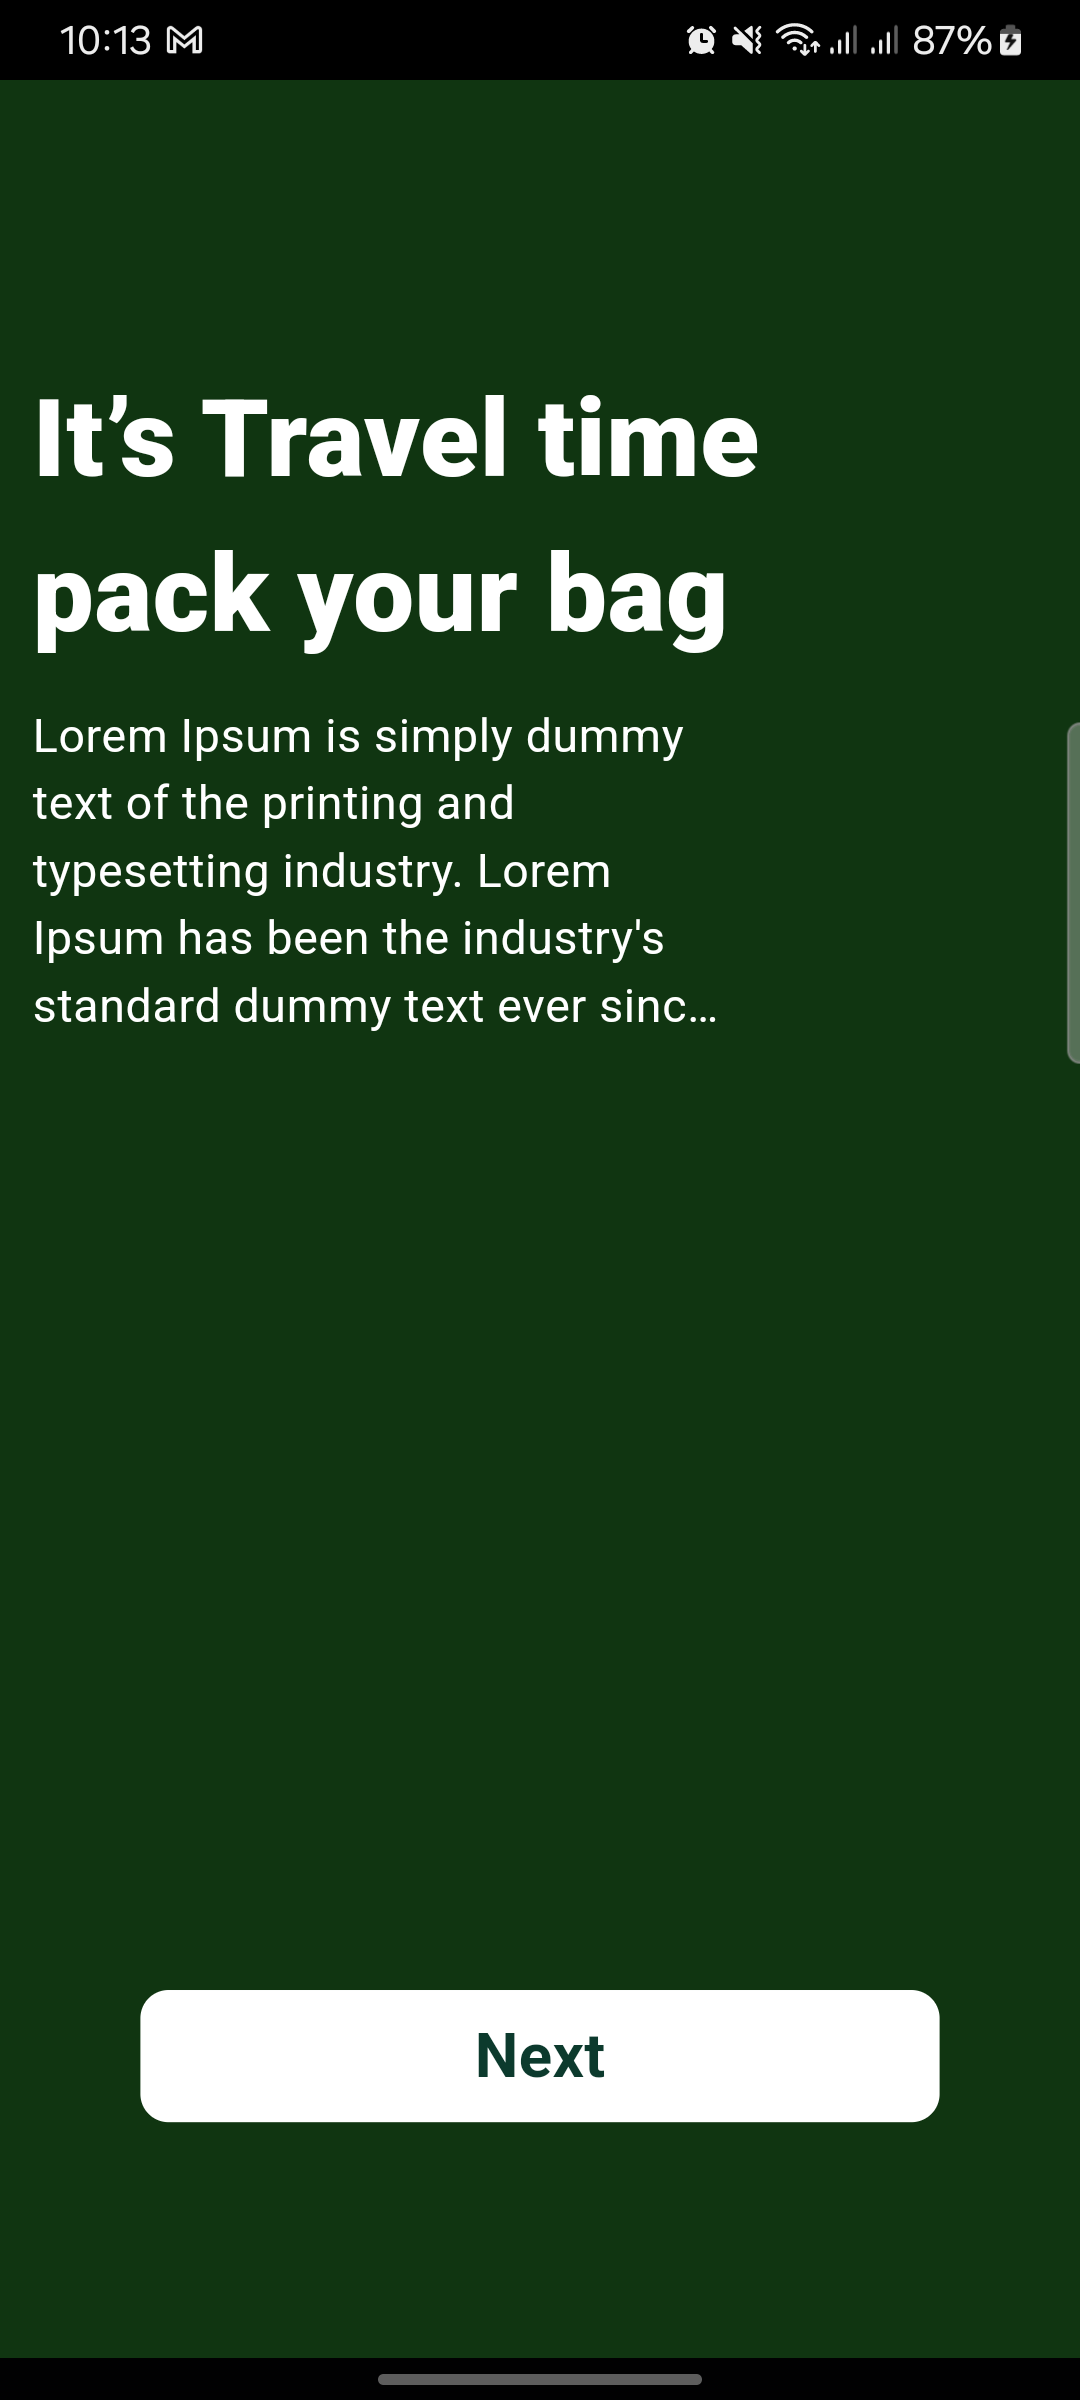 10:13
87%
It’s Travel time
pack your bag
Lorem Ipsum is simply dummy
text of the printing and
typesetting industry. Lorem
Ipsum has been the industry's
standard dummy text ever sinc…
Next